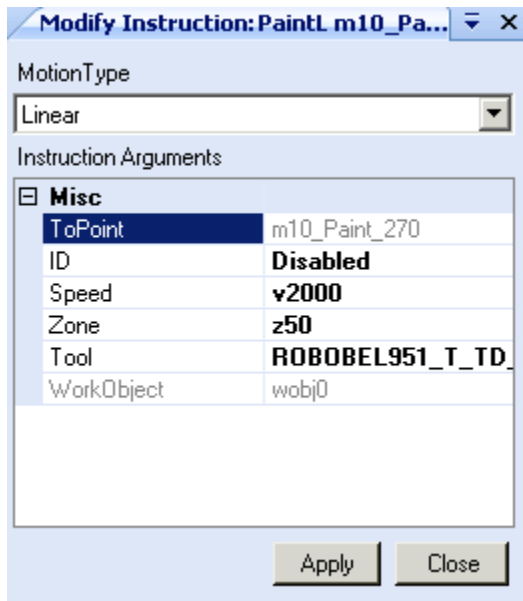 Modify Instruction: PaintL m10_Pa...
MotionType
Linear
Instruction Arguments
Misc
ToPoint m10_Paint_270
ID Disabled
Speed v2000
Zone z50
Tool ROBOBEL951_T_TD_
WorkObject wobj0
Apply Close